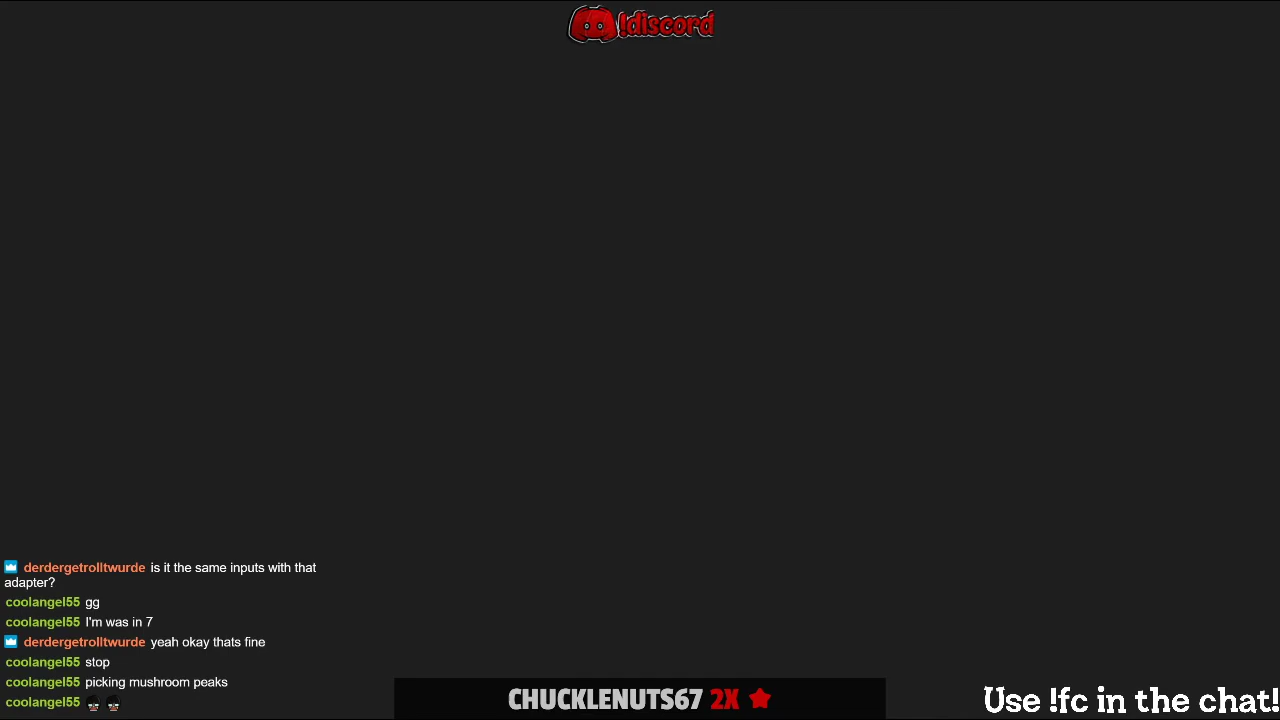 !discord
derdergetrolltwurde is it the same inputs with that
adapter?
coolangel55 gg
coolangel55 I'm was in 7
derdergetrolltwurde yeah okay thats fine
coolangel55 stop
coolangel55 picking mushroom peaks
coolangel55
CHUCKLENUTS67 2X
Use !fc in the chat!